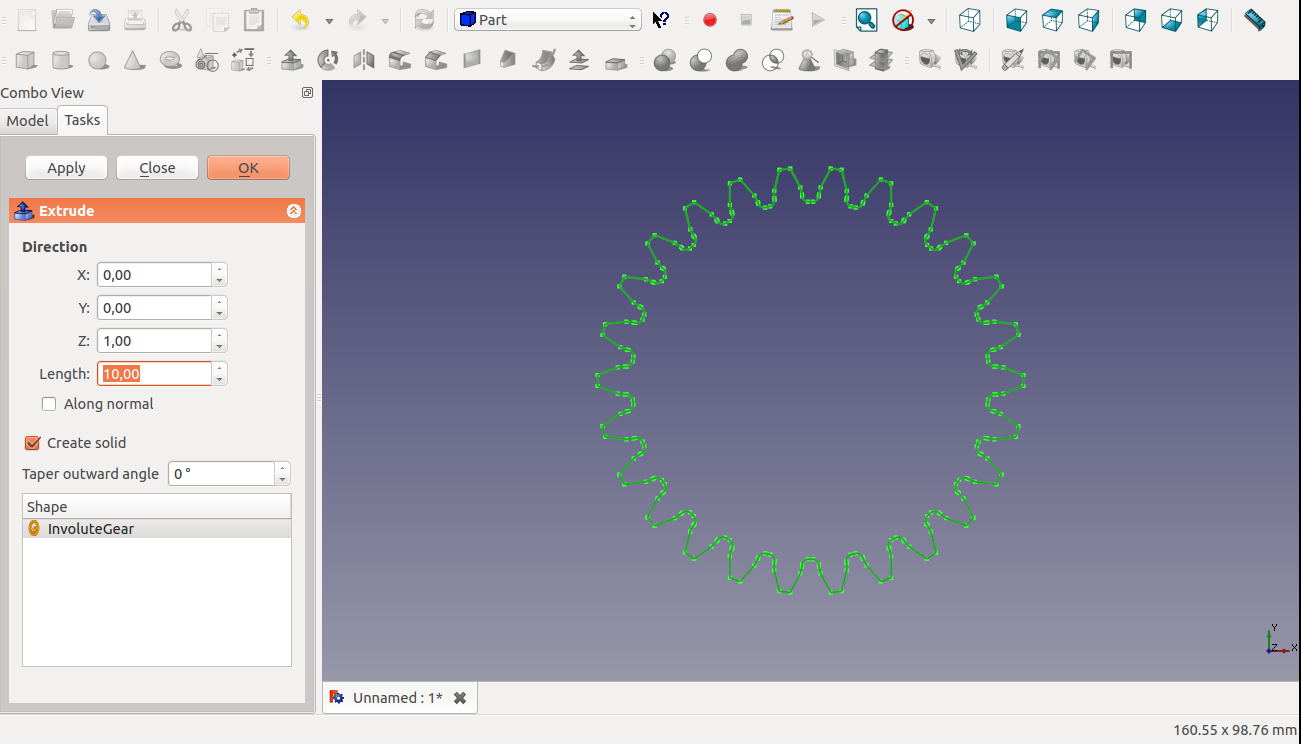 Part
Combo View
Model
Tasks
Apply
Close
OK
Extrude
Direction
X: 0,00
Y: 0,00
Z: 1,00
Length: 10,00
Along normal
Create solid
Taper outward angle 0 °
Shape
InvoluteGear
Y
Z X
Unnamed : 1*
160.55 x 98.76 mm